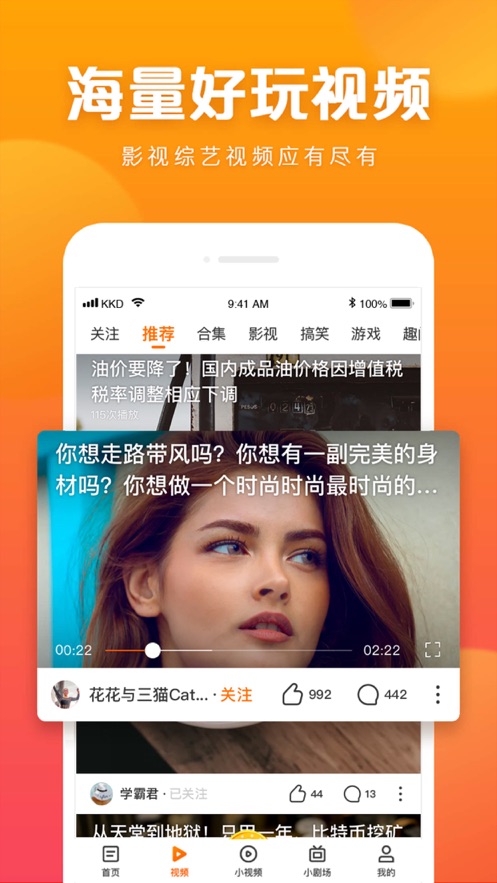 海量好玩视频
影视综艺视频应有尽有
KKD 9:41 AM 100%
关注 推荐 合集 影视 搞笑 游戏
油价要降了！国内成品油价格因增值税
税率调整相应下调
115次播放
你想走路带风吗？你想有一副完美的身
材吗？你想做一个时尚时尚最时尚的...
00:22 02:22
花花与三猫Cat... · 关注 992 442
学霸君 · 已关注 44 13
从天堂到地狱！只用一年，比特币挖矿
首页 视频 小视频 小剧场 我的